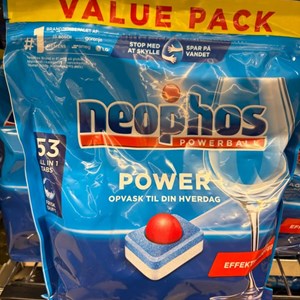 VALUE PACK
#1
STOP MED
AT SKYLLE
SPAR PÅ
VANDET
neophos
POWERBALL
53
ALL IN 1
TABS
POWER
OPVASK TIL DIN HVERDAG
EFFEKT